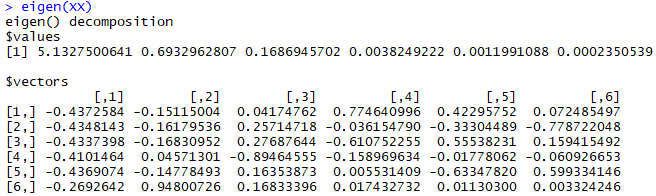 > eigen(XX)
eigen() decomposition
$values
[1] 5.1327500641 0.6932962807 0.1686945702 0.0038249222 0.0011991088 0.0002350539
$vectors
[,1] [,2] [,3] [,4] [,5] [,6]
[1,] -0.4372584 -0.15115004 0.04174762 0.774640996 0.42295752 0.072485497
[2,] -0.4348143 -0.16179536 0.25714718 -0.036154790 -0.33304489 -0.778722048
[3,] -0.4337398 -0.16830952 0.27687644 -0.610752255 0.55538231 0.159415492
[4,] -0.4101464 0.04571301 -0.89464555 -0.158969634 -0.01778062 -0.060926653
[5,] -0.4369074 -0.14778493 0.16353873 0.005531409 -0.63347820 0.599334146
[6,] -0.2692642 0.94800726 0.16833396 0.017432732 0.01130300 0.003324246